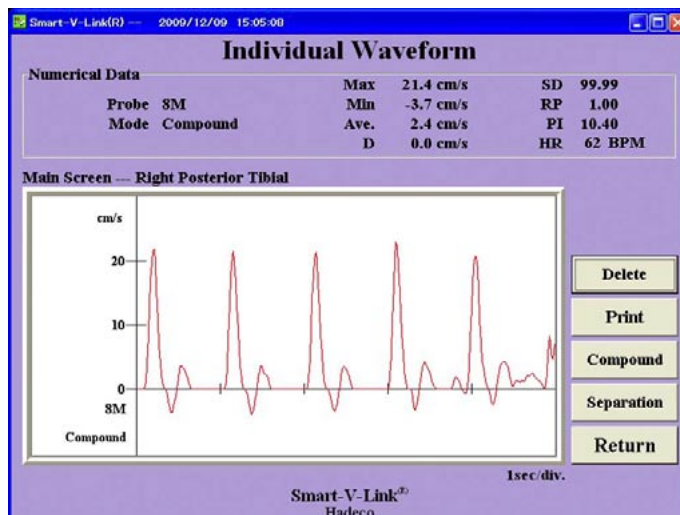 Smart-V-Link(R) -- 2009/12/09 15:05:08
Individual Waveform
Numerical Data
Max 21.4 cm/s SD 99.99
Probe 8M Min -3.7 cm/s RP 1.00
Mode Compound Ave. 2.4 cm/s PI 10.40
D 0.0 cm/s HR 62 BPM
Main Screen --- Right Posterior Tibial
cm/s
20
10
0
8M
Compound
Delete
Print
Compound
Separation
Return
1sec/div.
Smart-V-Link(R)
Hadeco